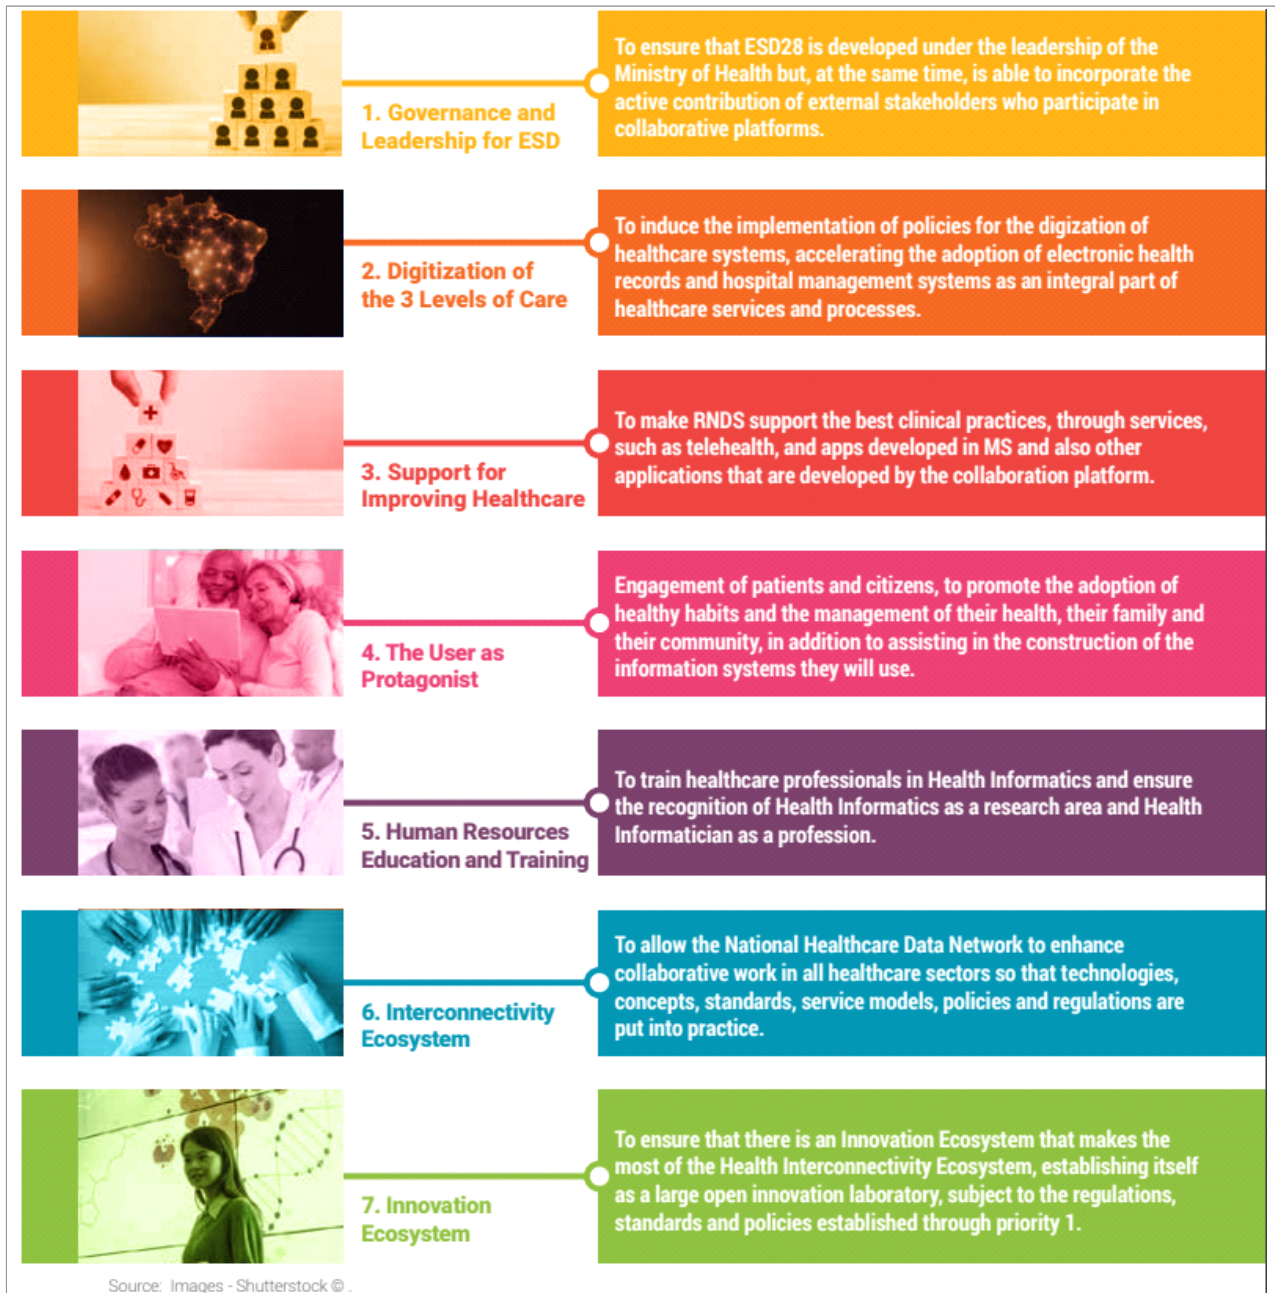 To ensure that ESD28 is developed under the leadership of the
Ministry of Health but, at the same time, is able to incorporate the
active contribution of external stakeholders who participate in
collaborative platforms.
1. Governance and
Leadership for ESD
To induce the implementation of policies for the digization of
healthcare systems, accelerating the adoption of electronic health
records and hospital management systems as an integral part of
healthcare services and processes.
2. Digitization of
the 3 Levels of Care
To make RNDS support the best clinical practices, through services,
such as telehealth, and apps developed in MS and also other
applications that are developed by the collaboration platform.
3. Support for
Improving Healthcare
Engagement of patients and citizens, to promote the adoption of
healthy habits and the management of their health, their family and
their community, in addition to assisting in the construction of the
information systems they will use.
4. The User as
Protagonist
To train healthcare professionals in Health Informatics and ensure
the recognition of Health Informatics as a research area and Health
Informatician as a profession.
5. Human Resources
Education and Training
To allow the National Healthcare Data Network to enhance
collaborative work in all healthcare sectors so that technologies,
concepts, standards, service models, policies and regulations are
put into practice.
6. Interconnectivity
Ecosystem
To ensure that there is an Innovation Ecosystem that makes the
most of the Health Interconnectivity Ecosystem, establishing itself
as a large open innovation laboratory, subject to the regulations,
standards and policies established through priority 1.
7. Innovation
Ecosystem
Source: Images - Shutterstock © .